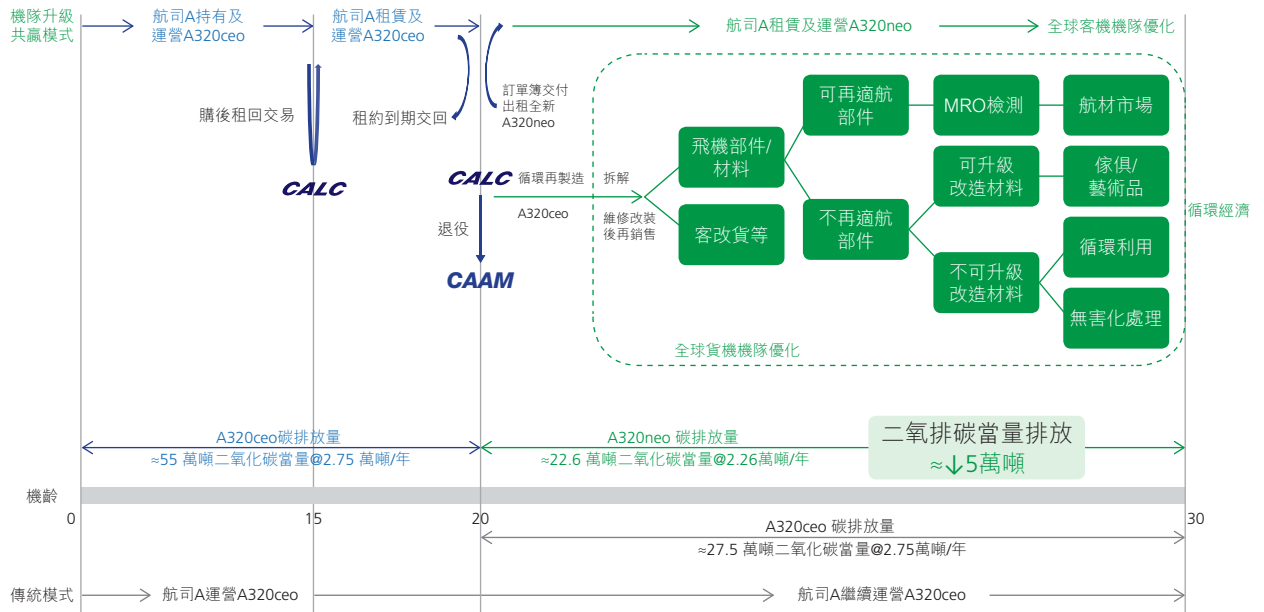 機隊升級
共贏模式
航司A持有及
運營A320ceo
航司A租賃及
運營A320ceo
航司A租賃及運營A320neo
全球客機機隊優化
購後租回交易
租約到期交回
訂單簿交付
出租全新
A320neo
CALC
CALC
循環再製造
A320ceo
拆解
維修改裝
後再銷售
退役
CAAM
飛機部件/
材料
客改貨等
可再適航
部件
不再適航
部件
MRO檢測
可升級
改造材料
不可升級
改造材料
航材市場
傢俱/
藝術品
循環利用
無害化處理
循環經濟
全球貨機機隊優化
A320ceo碳排放量
≈55 萬噸二氧化碳當量@2.75 萬噸/年
A320neo 碳排放量
≈22.6 萬噸二氧化碳當量@2.26萬噸/年
二氧排碳當量排放
≈↓5萬噸
機齡
0
15
20
30
A320ceo 碳排放量
≈27.5 萬噸二氧化碳當量@2.75萬噸/年
傳統模式
航司A運營A320ceo
航司A繼續運營A320ceo